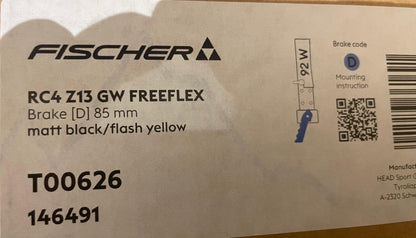 FISCHER
RC4 Z13 GW FREEFLEX
Brake [D] 85 mm
matt black/flash yellow
T00626
146491
92 W
Brake code
D
Mounting
instruction
Manufact
HEAD Sport G
Tyroliap
A-2320 Schw